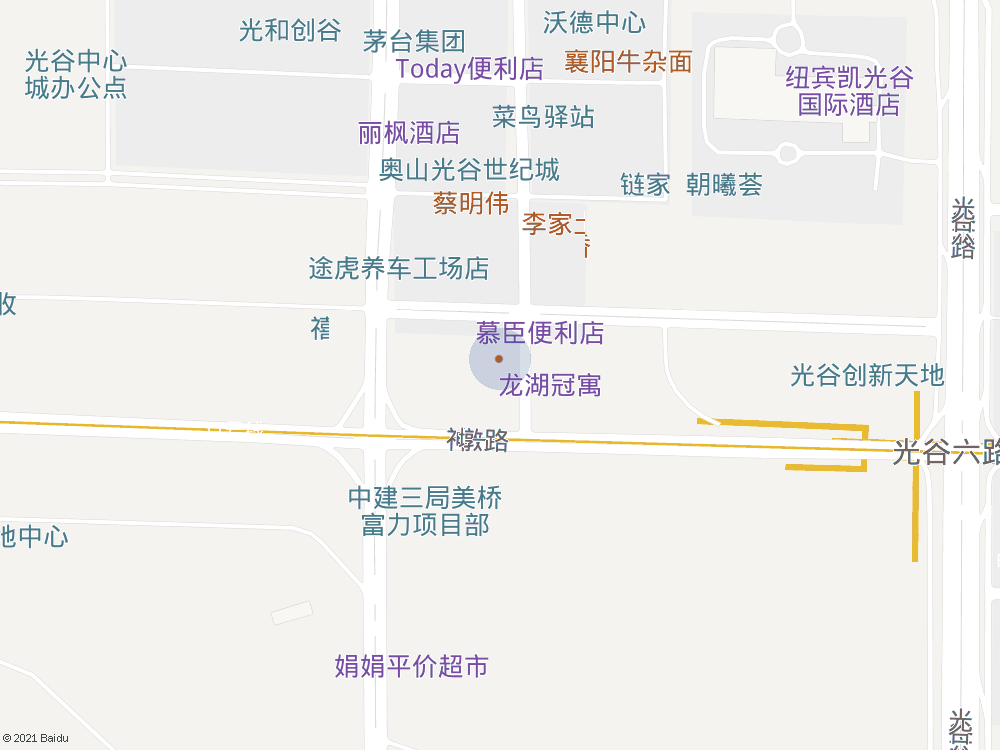 沃德中心
光和创谷
茅台集团
光谷中心
城办公点
Today便利店
襄阳牛杂面
纽宾凯光谷
国际酒店
菜鸟驿站
丽枫酒店
奥山光谷世纪城
链家
朝曦荟
蔡明伟
李家
光谷路
途虎养车工场店
收
慕臣便利店
光谷创新天地
龙湖冠寓
敦路
光谷六路
中建三局美桥
富力项目部
地中心
娟娟平价超市
© 2021 Baidu